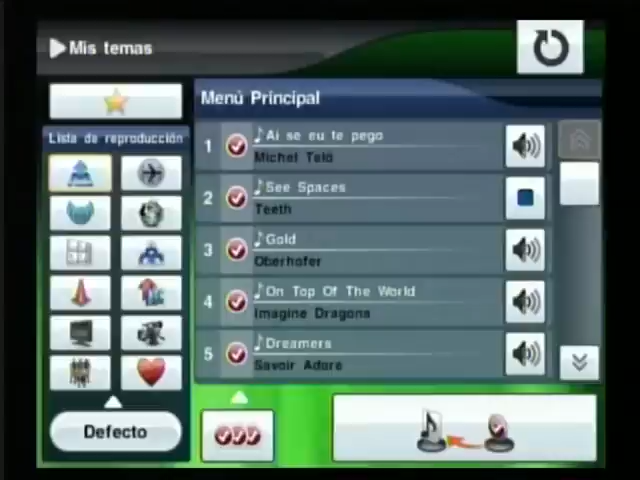 Mis temas
Lista de reproducción
Defecto
Menú Principal
1
Ai se eu te pego
Michel Teló
2
See Spaces
Teeth
3
Gold
Oberhofer
4
On Top Of The World
Imagine Dragons
5
Dreamers
Savoir Adore